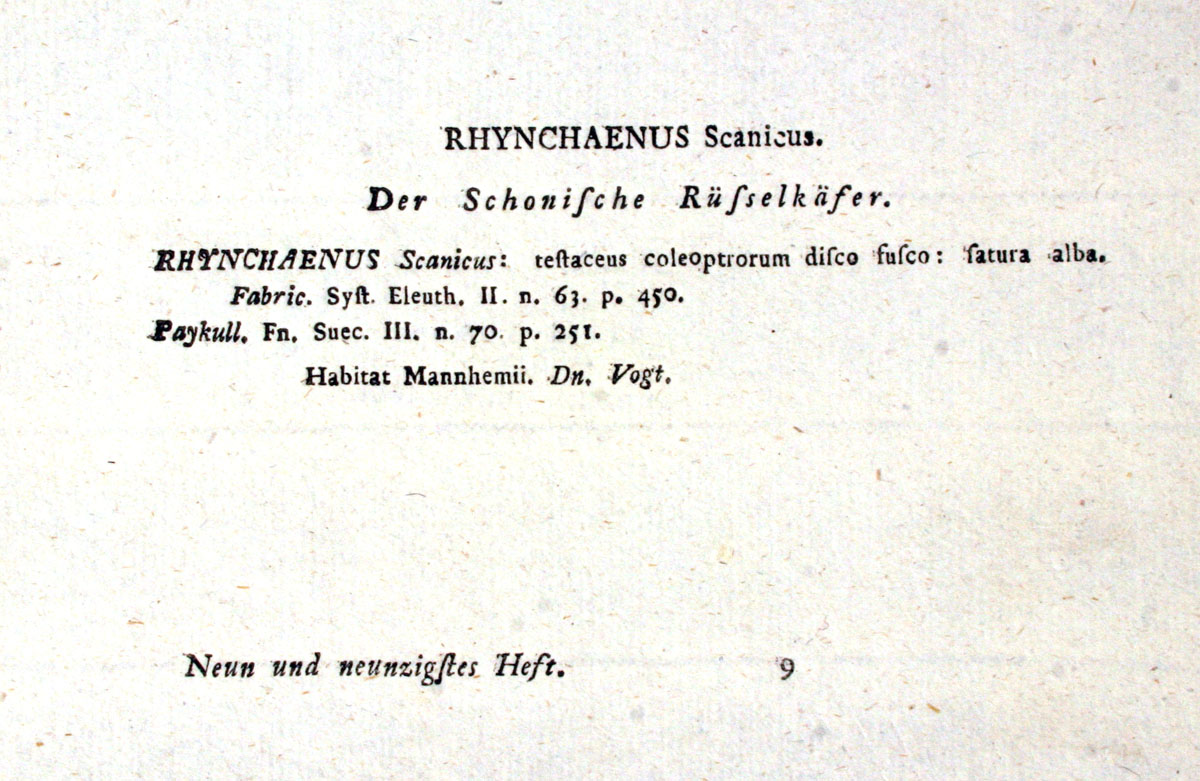 RHYNCHAENUS Scanicus.
Der Schoniſche Rüſſelkäfer.
RHYNCHAENUS Scanicus: teſtaceus coleoptrorum diſco fuſco: ſatura alba.
Fabric. Syſt. Eleuth. II. n. 63. p. 450.
Paykull. Fn. Suec. III. n. 70. p. 251.
Habitat Mannhemii. Dn. Vogt.
Neun und neunzigſtes Heft. 9